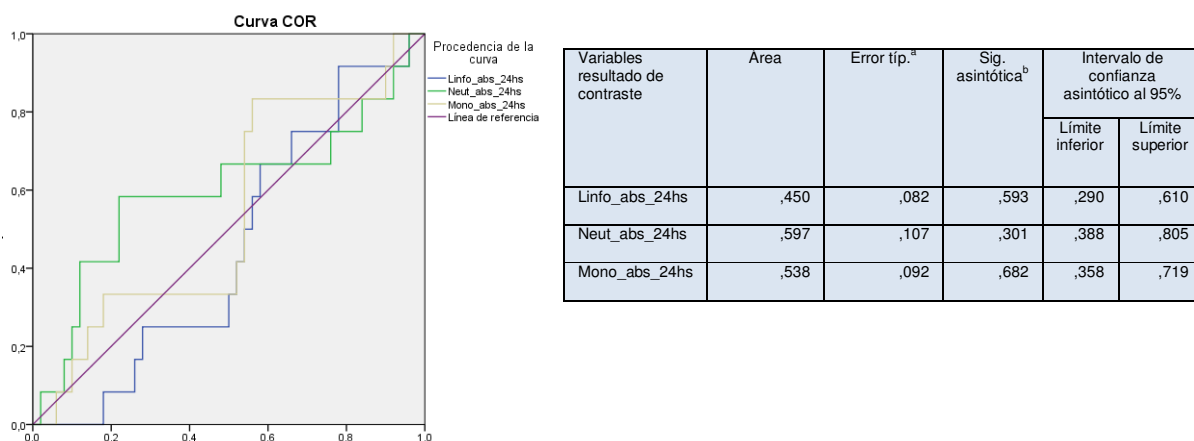 Curva COR
1,0
0,8
0,6
0,4
0,2
0,0
0.0 0.2 0.4 0.6 0.8 1.0
Procedencia de la
curva
Linfo_abs_24hs
Neut_abs_24hs
Mono_abs_24hs
Línea de referencia
Variables
resultado de
contraste
Área
Error típ.a
Sig.
asintóticab
Intervalo de
confianza
asintótico al 95%
Límite
inferior
Límite
superior
Linfo_abs_24hs ,450 ,082 ,593 ,290 ,610
Neut_abs_24hs ,597 ,107 ,301 ,388 ,805
Mono_abs_24hs ,538 ,092 ,682 ,358 ,719